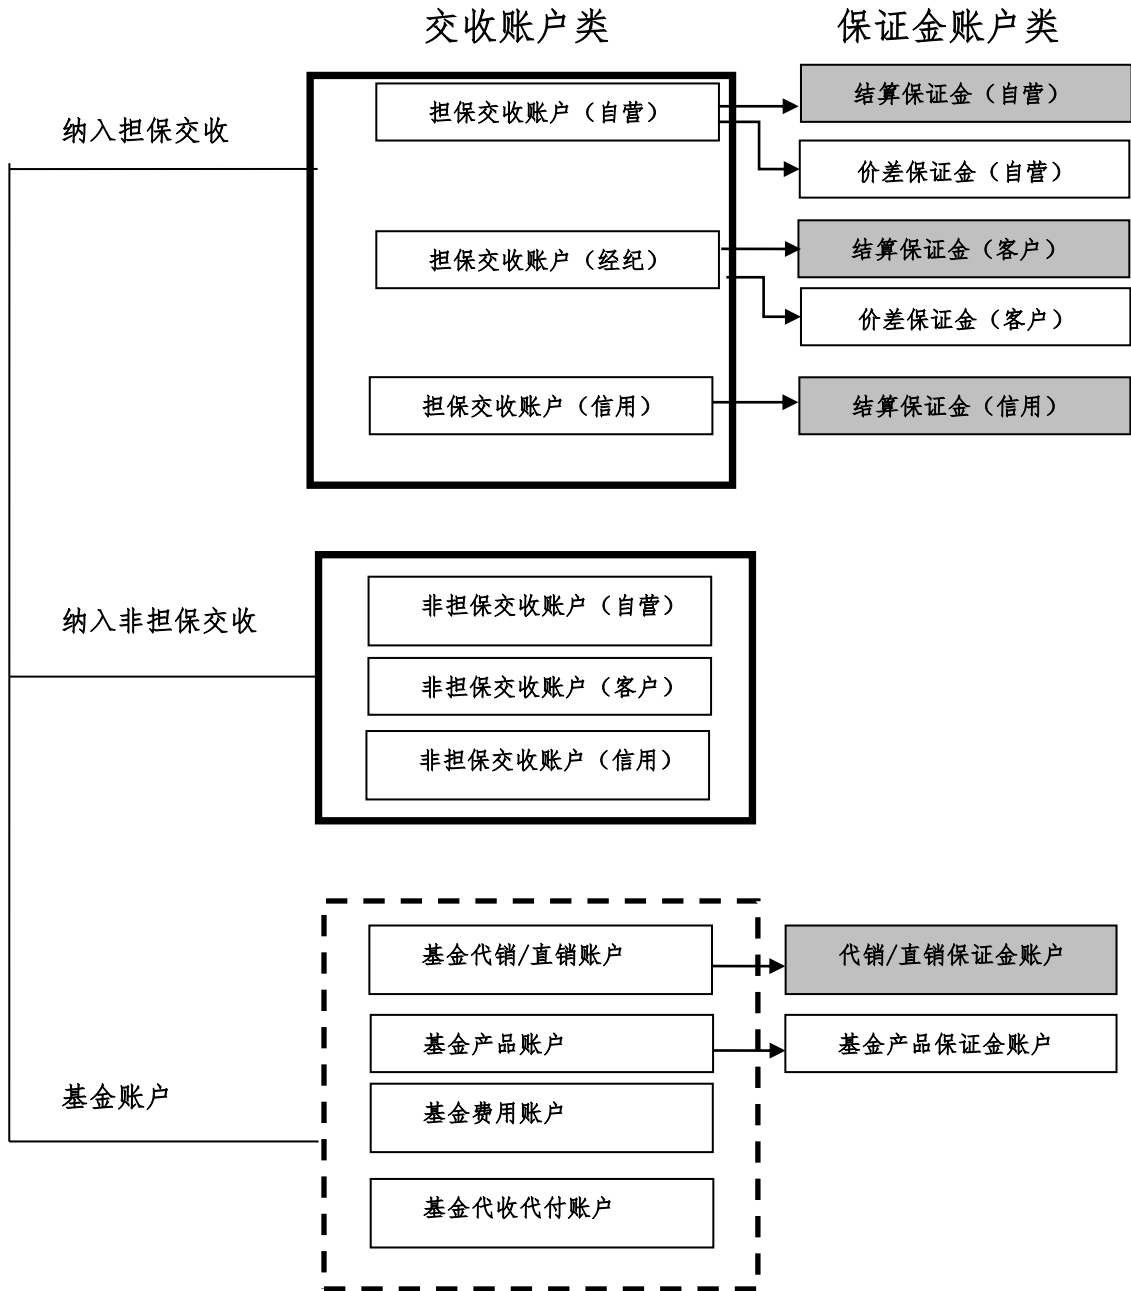 交收账户类
保证金账户类
纳入担保交收
担保交收账户（自营）
结算保证金（自营）
价差保证金（自营）
担保交收账户（经纪）
结算保证金（客户）
价差保证金（客户）
担保交收账户（信用）
结算保证金（信用）
纳入非担保交收
非担保交收账户（自营）
非担保交收账户（客户）
非担保交收账户（信用）
基金账户
基金代销/直销账户
代销/直销保证金账户
基金产品账户
基金产品保证金账户
基金费用账户
基金代收代付账户